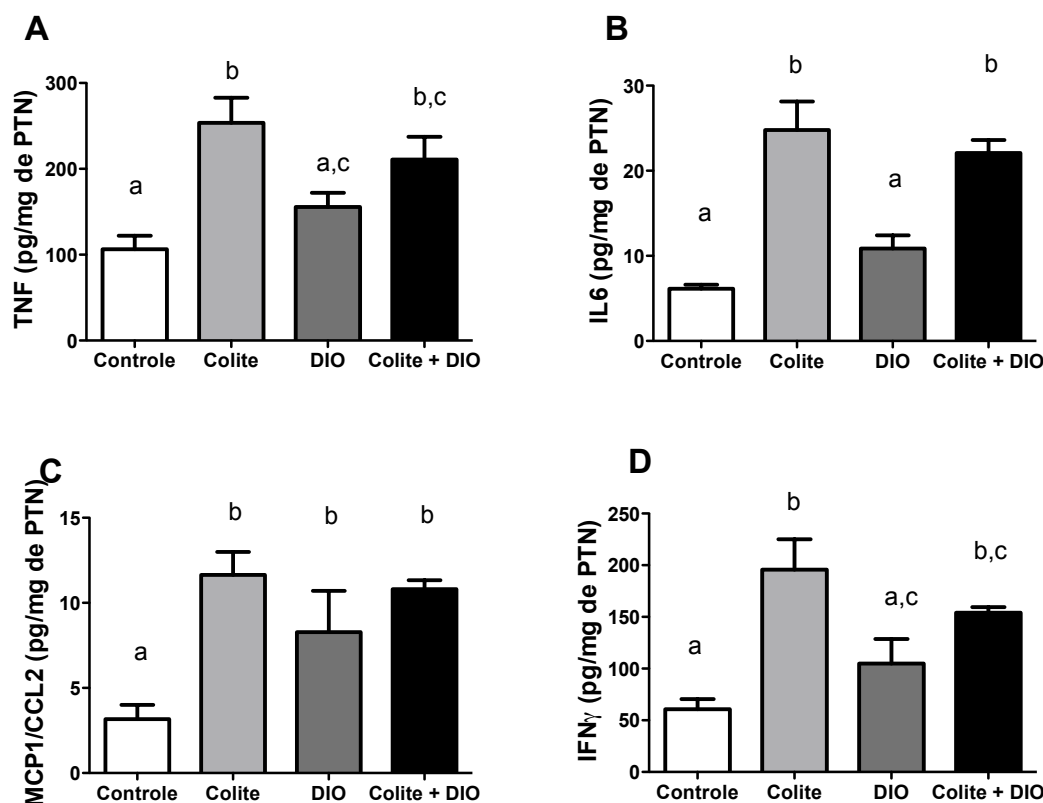 A
TNF (pg/mg de PTN)
300
200
100
0
a
b
a,c
b,c
Controle
Colite
DIO
Colite + DIO
B
IL6 (pg/mg de PTN)
30
20
10
0
a
b
a
b
Controle
Colite
DIO
Colite + DIO
C
MCP1/CCL2 (pg/mg de PTN)
15
10
5
0
a
b
b
b
Controle
Colite
DIO
Colite + DIO
D
IFNγ (pg/mg de PTN)
250
200
150
100
50
0
a
b
a,c
b,c
Controle
Colite
DIO
Colite + DIO